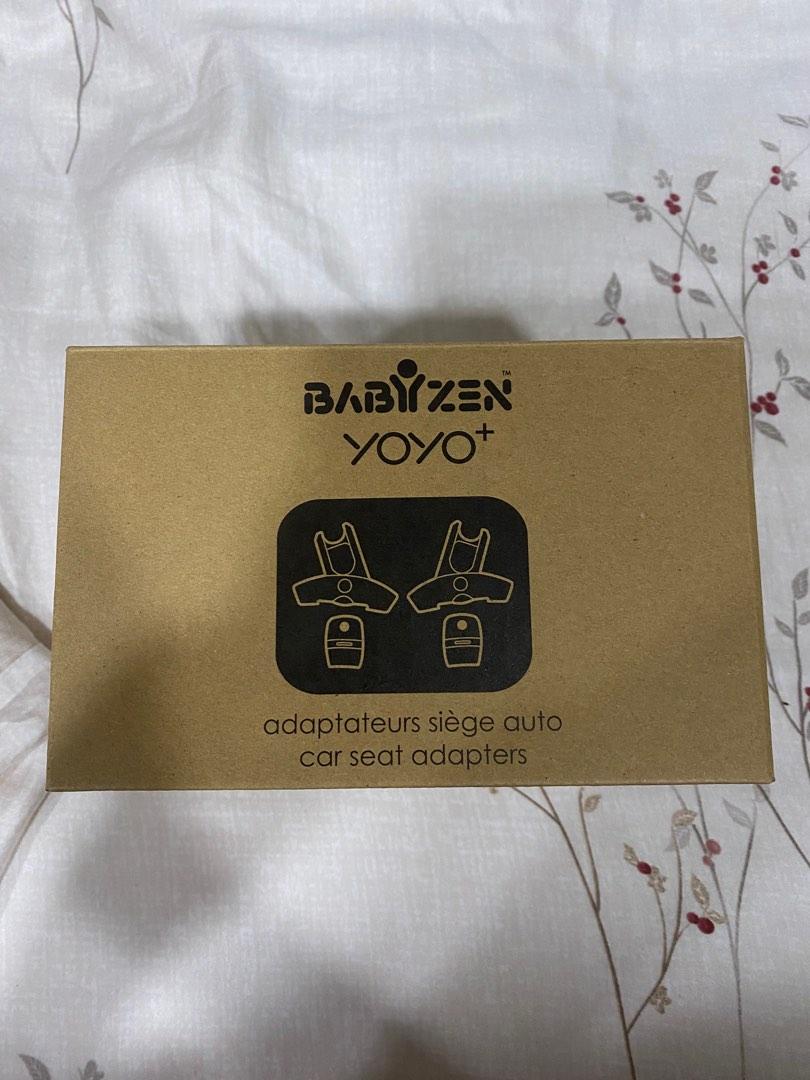 BABYZEN™
YOYO+
adaptateurs siège auto
car seat adapters